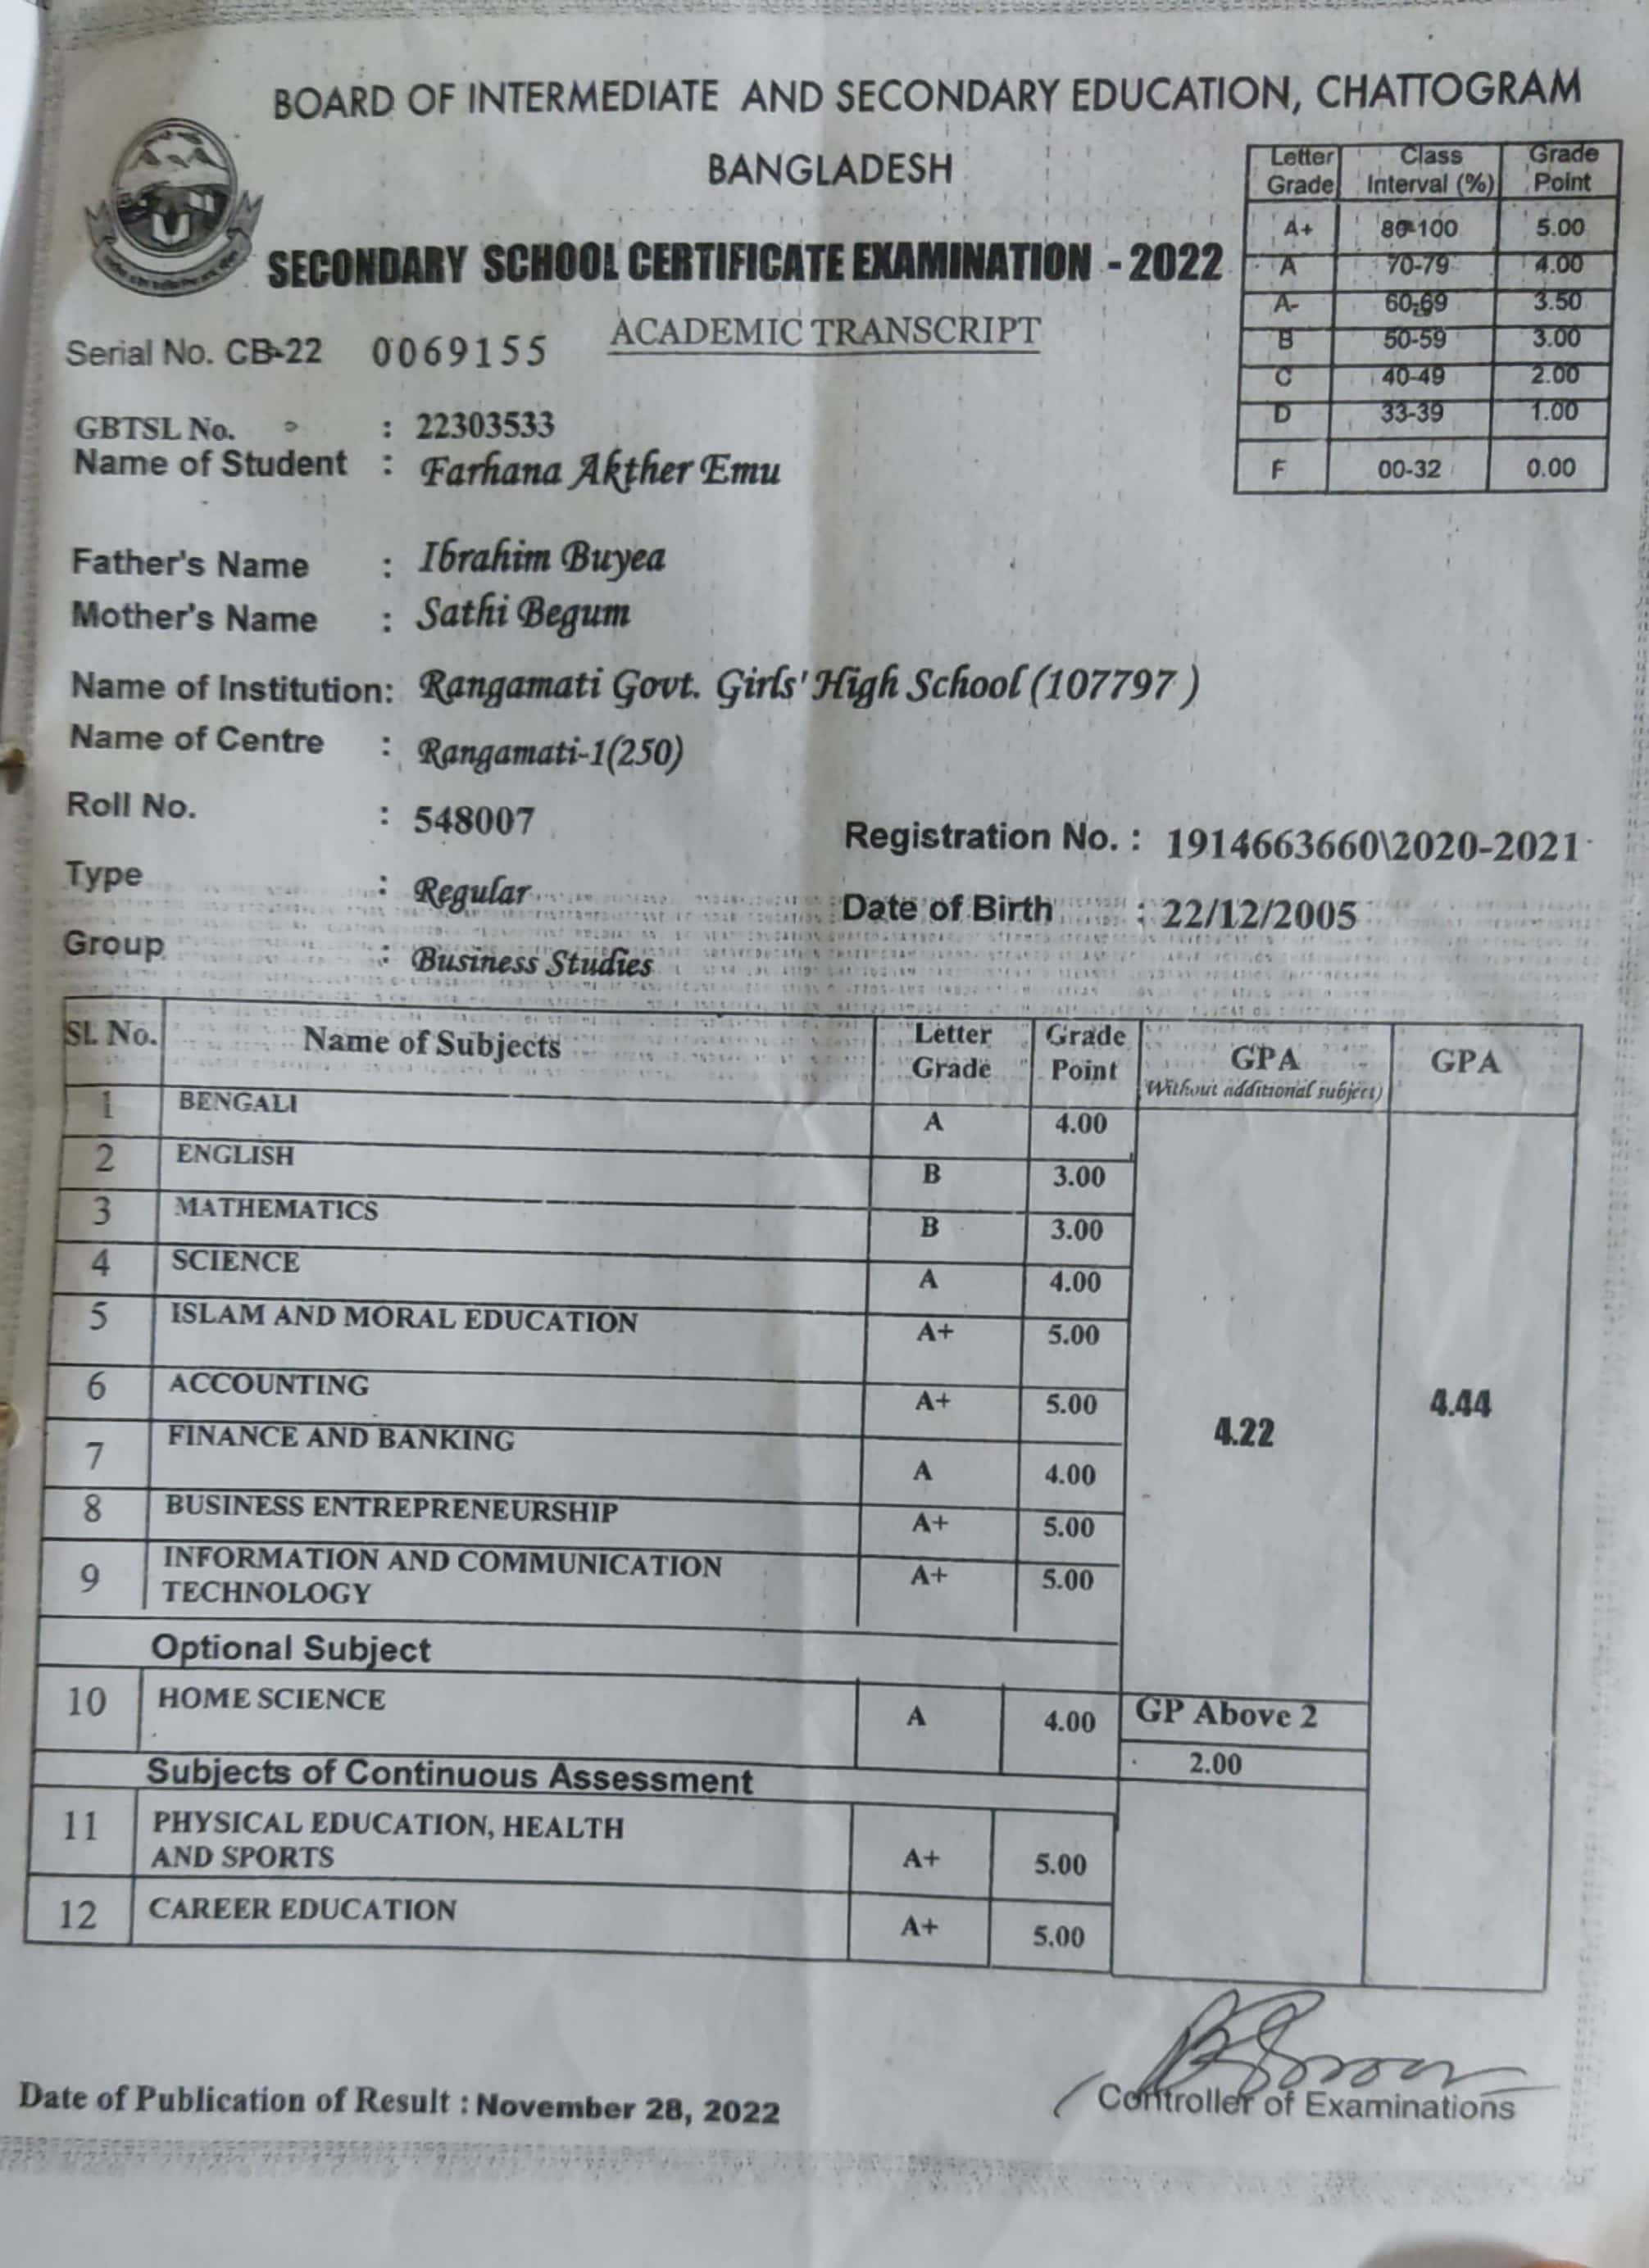 BOARD OF INTERMEDIATE AND SECONDARY EDUCATION, CHATTOGRAM
BANGLADESH
SECONDARY SCHOOL CERTIFICATE EXAMINATION - 2022
ACADEMIC TRANSCRIPT
Letter Grade Class Interval (%) Grade Point
A+ 80-100 5.00
A 70-79 4.00
A- 60-69 3.50
B 50-59 3.00
C 40-49 2.00
D 33-39 1.00
F 00-32 0.00
Serial No. CB-22 0069155
GBTSL No. : 22303533
Name of Student : Farhana Akther Emu
Father's Name : Ibrahim Buyea
Mother's Name : Sathi Begum
Name of Institution: Rangamati Govt. Girls' High School (107797 )
Name of Centre : Rangamati-1(250)
Roll No. : 548007 Registration No. : 1914663660\2020-2021
Type : Regular Date of Birth : 22/12/2005
Group : Business Studies
Sl. No. Name of Subjects Letter Grade Grade Point GPA Without additional subject) GPA
1 BENGALI A 4.00
2 ENGLISH B 3.00
3 MATHEMATICS B 3.00
4 SCIENCE A 4.00
5 ISLAM AND MORAL EDUCATION A+ 5.00
6 ACCOUNTING A+ 5.00
4.22 4.44
7 FINANCE AND BANKING A 4.00
8 BUSINESS ENTREPRENEURSHIP A+ 5.00
9 INFORMATION AND COMMUNICATION TECHNOLOGY A+ 5.00
Optional Subject
10 HOME SCIENCE A 4.00 GP Above 2
2.00
Subjects of Continuous Assessment
11 PHYSICAL EDUCATION, HEALTH AND SPORTS A+ 5.00
12 CAREER EDUCATION A+ 5.00
Date of Publication of Result : November 28, 2022
Controller of Examinations